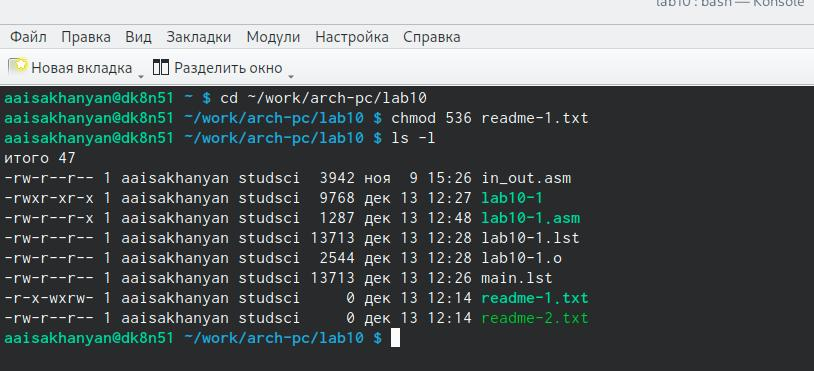 lab10 : bash — Konsole
Файл Правка Вид Закладки Модули Настройка Справка
Новая вкладка Разделить окно
aaisakhanyan@dk8n51 ~ $ cd ~/work/arch-pc/lab10
aaisakhanyan@dk8n51 ~/work/arch-pc/lab10 $ chmod 536 readme-1.txt
aaisakhanyan@dk8n51 ~/work/arch-pc/lab10 $ ls -l
итого 47
-rw-r--r-- 1 aaisakhanyan studsci 3942 ноя 9 15:26 in_out.asm
-rwxr-xr-x 1 aaisakhanyan studsci 9768 дек 13 12:27 lab10-1
-rw-r--r-x 1 aaisakhanyan studsci 1287 дек 13 12:48 lab10-1.asm
-rw-r--r-- 1 aaisakhanyan studsci 13713 дек 13 12:28 lab10-1.lst
-rw-r--r-- 1 aaisakhanyan studsci 2544 дек 13 12:28 lab10-1.o
-rw-r--r-- 1 aaisakhanyan studsci 13713 дек 13 12:26 main.lst
-r-x-wxrw- 1 aaisakhanyan studsci 0 дек 13 12:14 readme-1.txt
-rw-r--rw- 1 aaisakhanyan studsci 0 дек 13 12:14 readme-2.txt
aaisakhanyan@dk8n51 ~/work/arch-pc/lab10 $